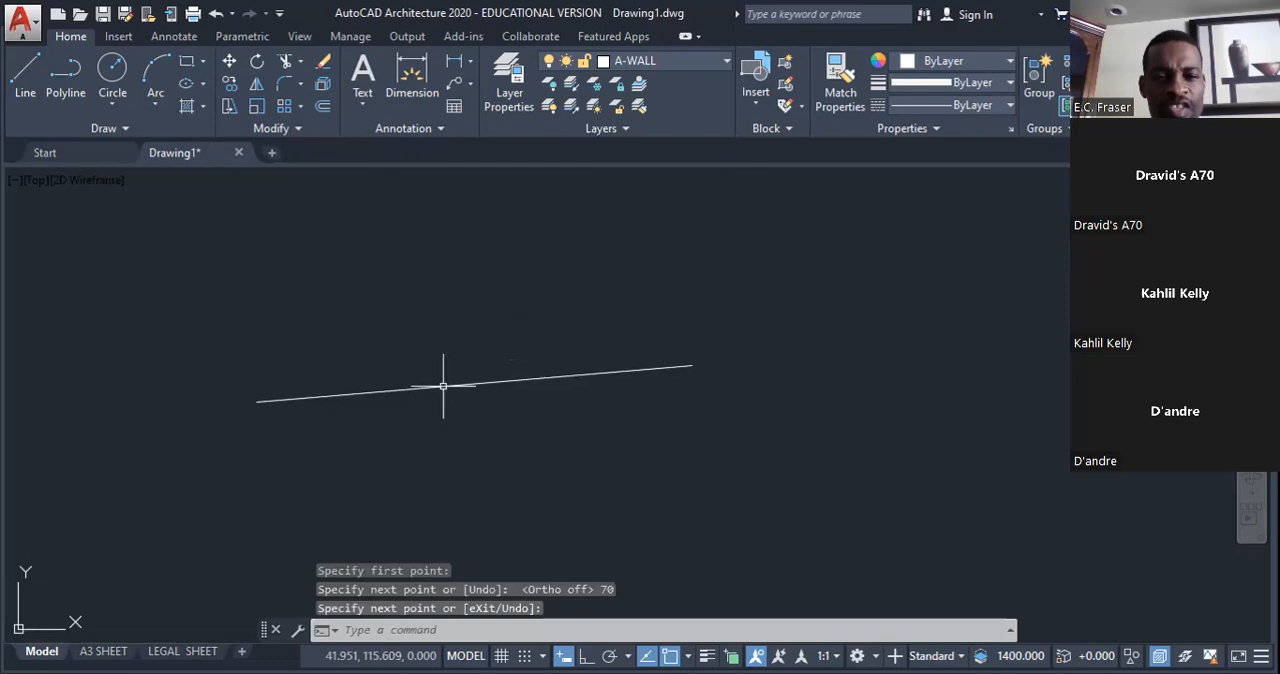 A
AutoCAD Architecture 2020 - EDUCATIONAL VERSION Drawing1.dwg
Type a keyword or phrase
Sign In
A
Home Insert Annotate Parametric View Manage Output Add-ins Collaborate Featured Apps
A-WALL
ByLayer
ByLayer
ByLayer
Line Polyline Circle Arc
A
Text Dimension
Layer Properties
Insert
Match Properties
Group
Draw Modify Annotation Layers Block Properties Groups
Start Drawing1*
[−][Top][2D Wireframe]
E.C. Fraser
Dravid's A70
Dravid's A70
Kahlil Kelly
Kahlil Kelly
D'andre
D'andre
Y
X
Specify first point:
Specify next point or [Undo]: <Ortho off> 70
Specify next point or [eXit/Undo]:
Type a command
Model A3 SHEET LEGAL SHEET
41.951, 115.609, 0.000 MODEL 1:1 Standard 1400.000 +0.000